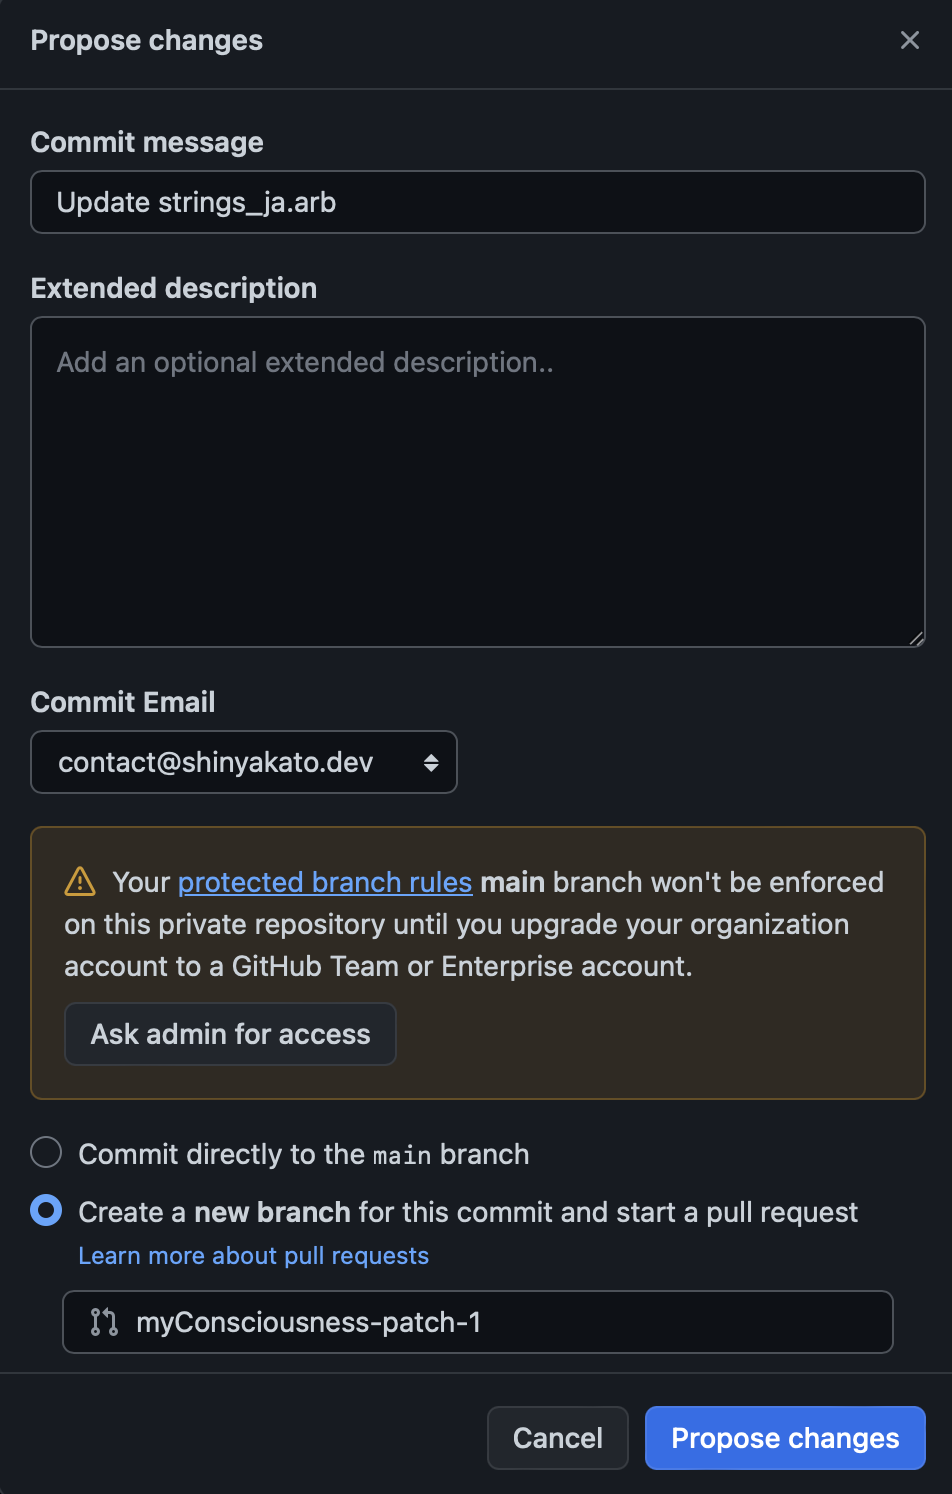 Propose changes
Commit message
Update strings_ja.arb
Extended description
Add an optional extended description..
Commit Email
contact@shinyakato.dev
Your protected branch rules main branch won't be enforced
on this private repository until you upgrade your organization
account to a GitHub Team or Enterprise account.
Ask admin for access
Commit directly to the main branch
Create a new branch for this commit and start a pull request
Learn more about pull requests
myConsciousness-patch-1
Cancel
Propose changes